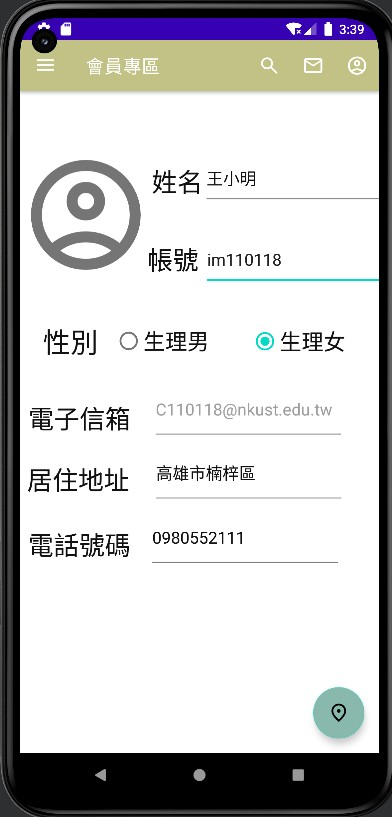 3:39
會員專區
姓名 王小明
帳號 im110118
性別 生理男 生理女
電子信箱 C110118@nkust.edu.tw
居住地址 高雄市楠梓區
電話號碼 0980552111